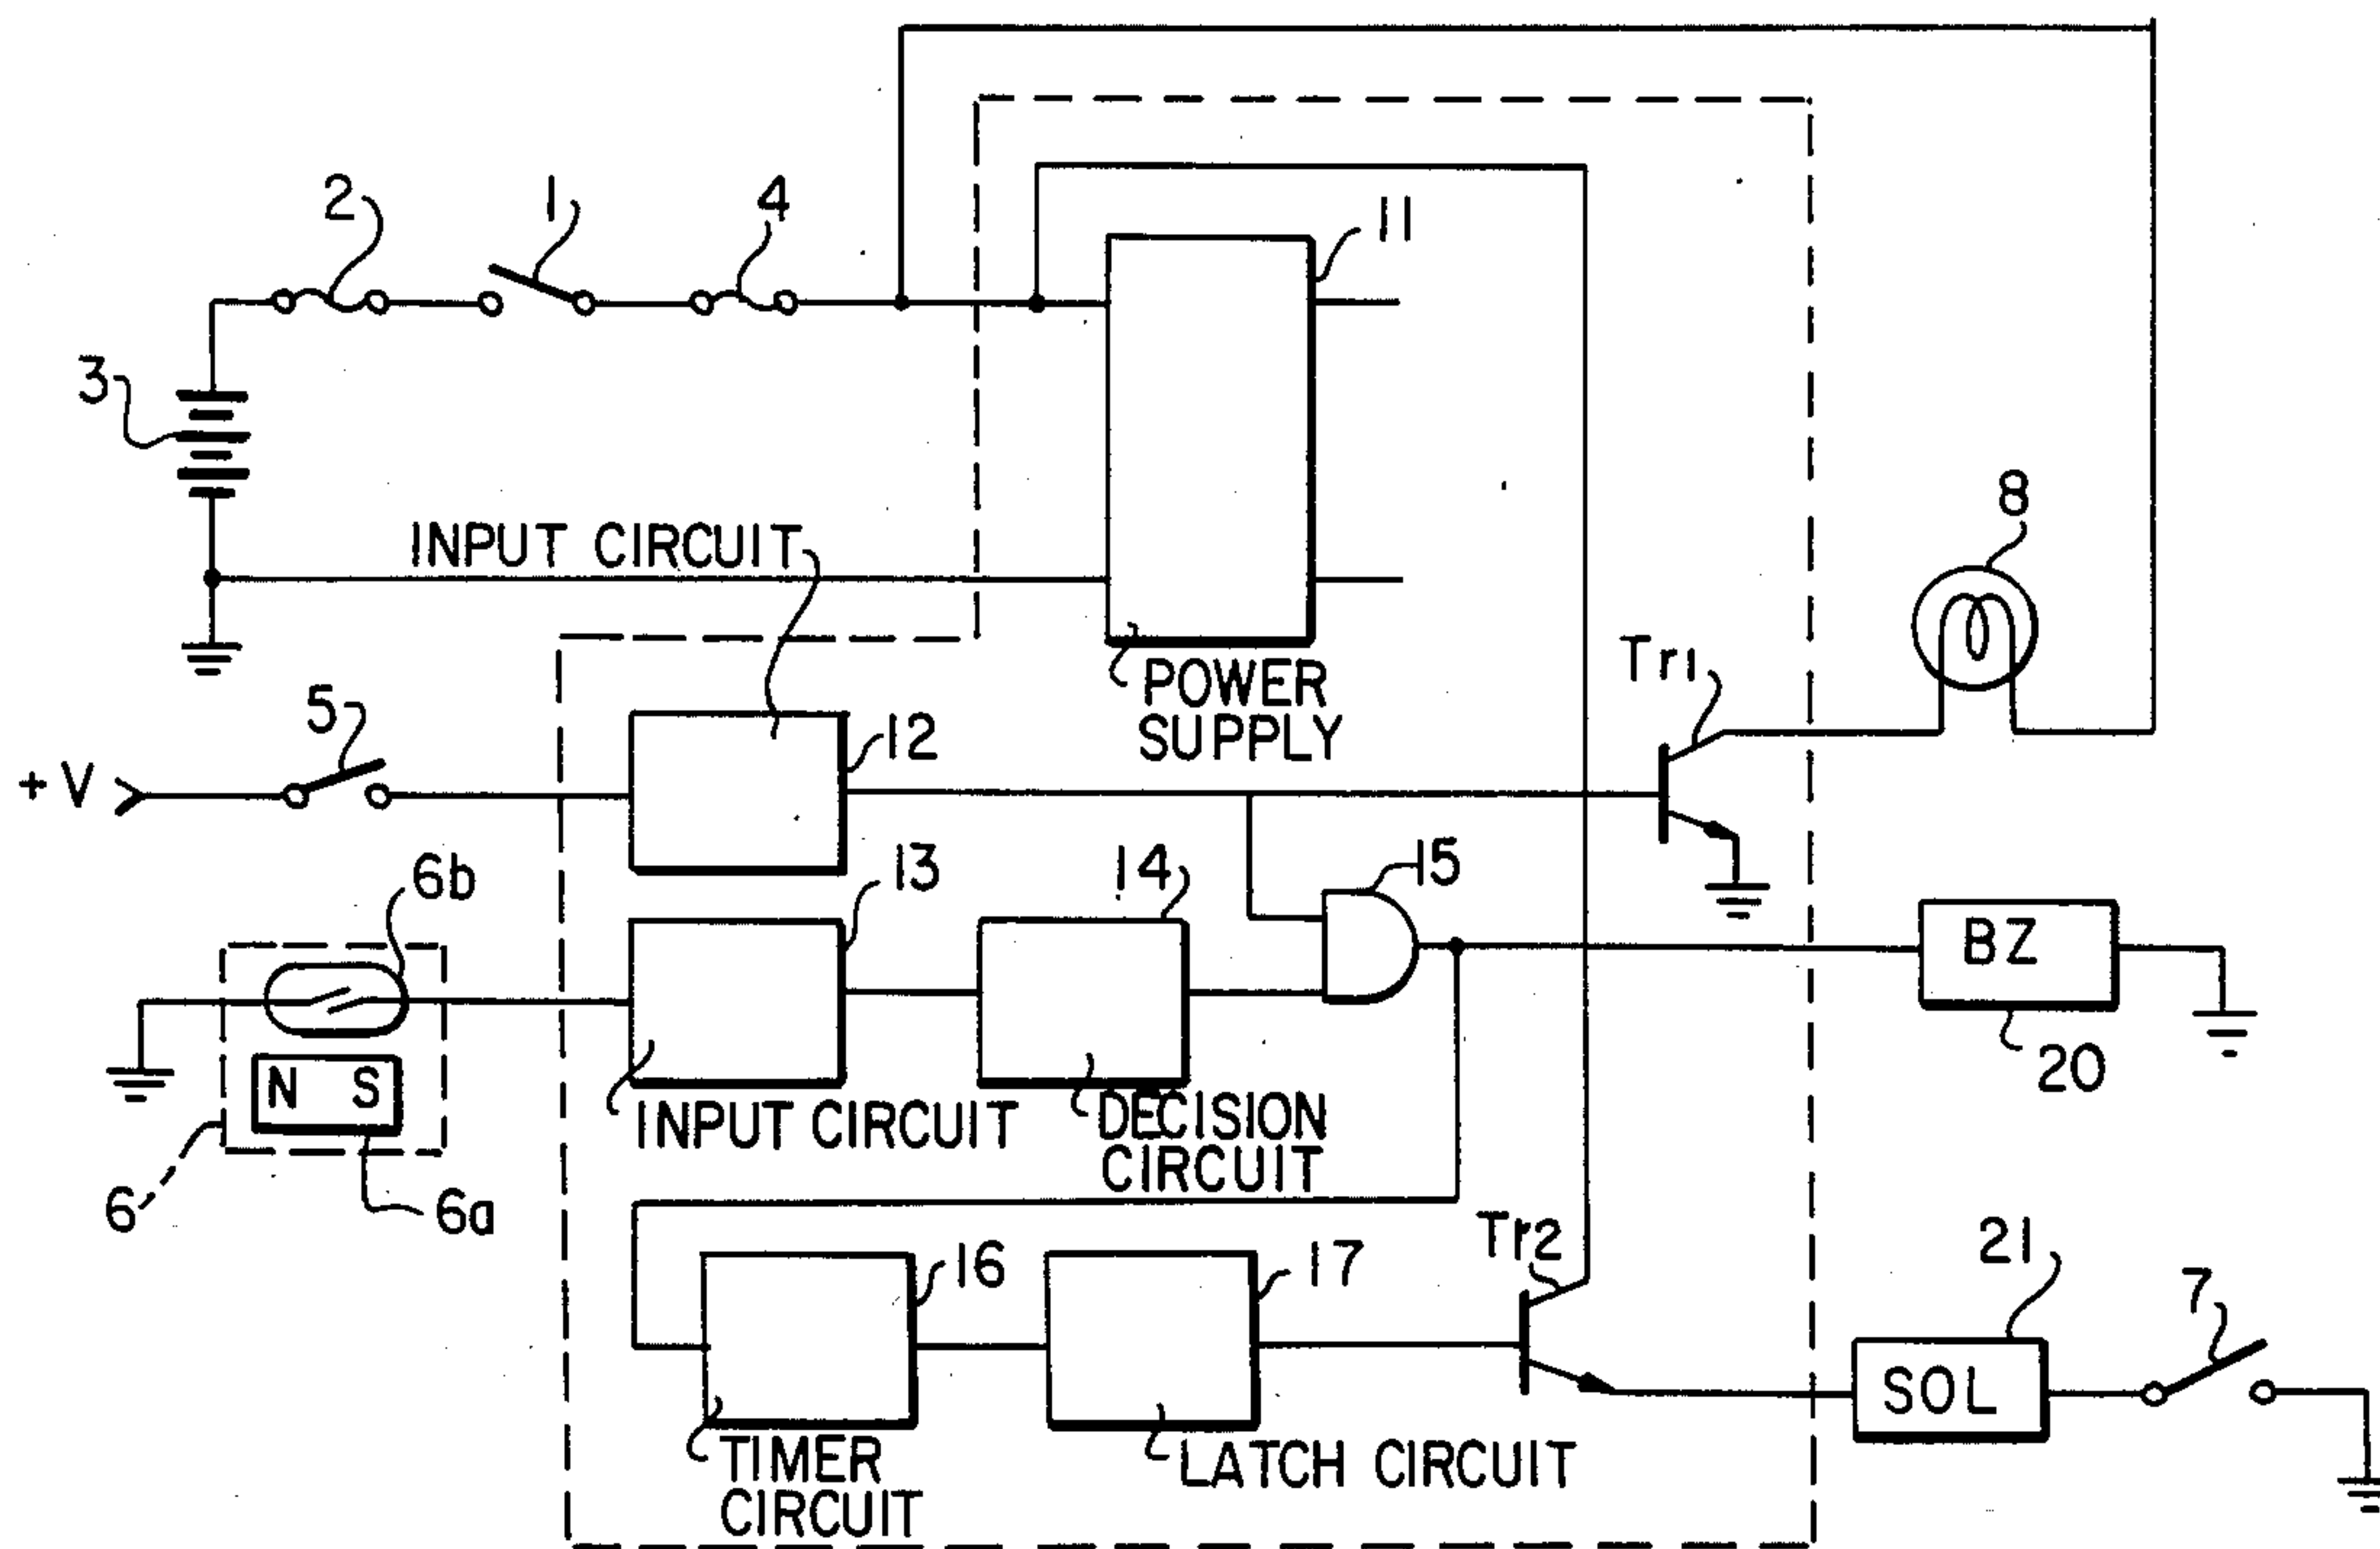 2
1
4
11
3
INPUT CIRCUIT
8
POWER
SUPPLY
Tr1
5
12
+V
6b
13
14
15
BZ
20
N S
INPUT CIRCUIT
DECISION
CIRCUIT
6
6a
Tr2
21
7
16
17
SOL
TIMER
CIRCUIT
LATCH CIRCUIT